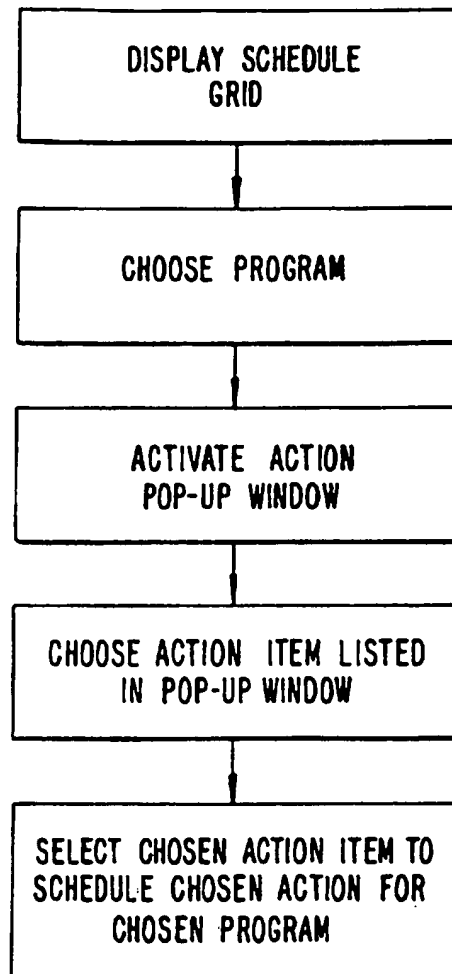 DISPLAY SCHEDULE
GRID
CHOOSE PROGRAM
ACTIVATE ACTION
POP-UP WINDOW
CHOOSE ACTION ITEM LISTED
IN POP-UP WINDOW
SELECT CHOSEN ACTION ITEM TO
SCHEDULE CHOSEN ACTION FOR
CHOSEN PROGRAM